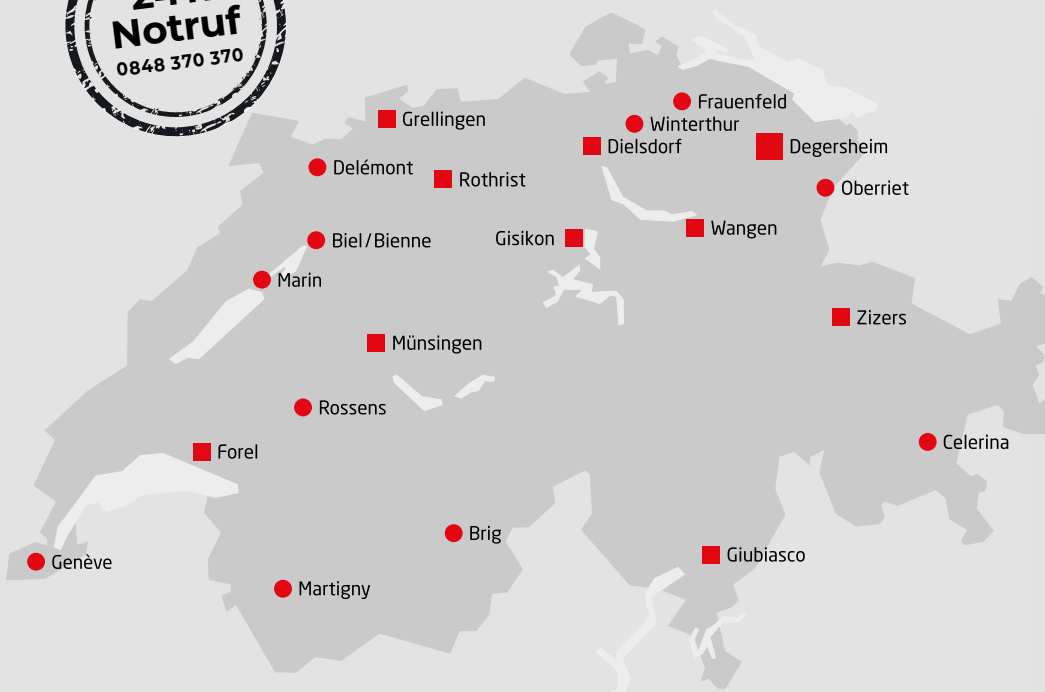 Notruf
0848 370 370
Frauenfeld
Grellingen
Winterthur
Dielsdorf
Degersheim
Delémont
Rothrist
Oberriet
Wangen
Biel/Bienne
Gisikon
Marin
Zizers
Münsingen
Rossens
Celerina
Forel
Brig
Giubiasco
Genève
Martigny